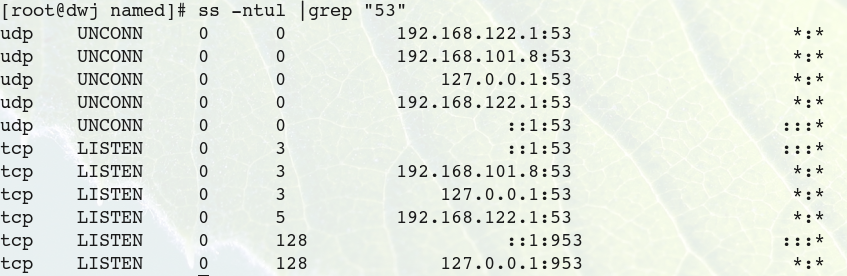 [root@dwj named]# ss -ntul |grep "53"
udp    UNCONN     0      0      192.168.122.1:53      *:*
udp    UNCONN     0      0      192.168.101.8:53      *:*
udp    UNCONN     0      0      127.0.0.1:53      *:*
udp    UNCONN     0      0      192.168.122.1:53      *:*
udp    UNCONN     0      0      ::1:53      :::*
tcp    LISTEN     0      3      ::1:53      :::*
tcp    LISTEN     0      3      192.168.101.8:53      *:*
tcp    LISTEN     0      3      127.0.0.1:53      *:*
tcp    LISTEN     0      5      192.168.122.1:53      *:*
tcp    LISTEN     0      128      ::1:953      :::*
tcp    LISTEN     0      128      127.0.0.1:953      *:*